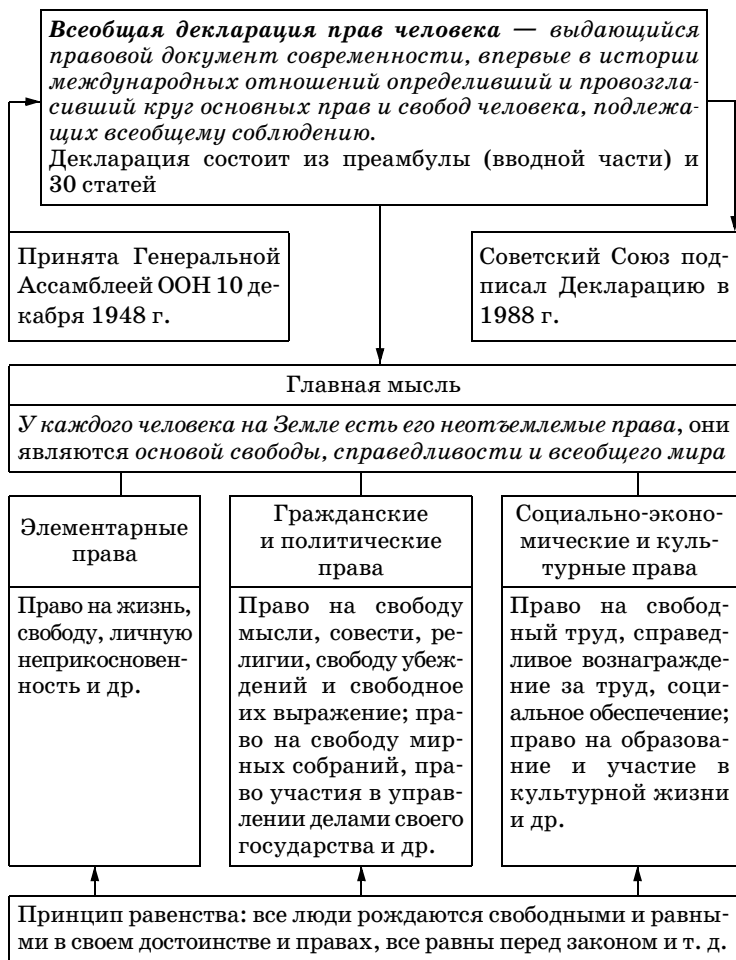 Всеобщая декларация прав человека — выдающийся
правовой документ современности, впервые в истории
международных отношений определивший и провозгла-
сивший круг основных прав и свобод человека, подлежа-
щих всеобщему соблюдению.
Декларация состоит из преамбулы (вводной части) и
30 статей
Принята Генеральной
Ассамблеей ООН 10 де-
кабря 1948 г.
Советский Союз под-
писал Декларацию в
1988 г.
Главная мысль
У каждого человека на Земле есть его неотъемлемые права, они
являются основой свободы, справедливости и всеобщего мира
Элементарные
права
Право на жизнь,
свободу, личную
неприкосновен-
ность и др.
Гражданские
и политические
права
Право на свободу
мысли, совести, ре-
лигии, свободу убеж-
дений и свободное
их выражение; пра-
во на свободу мир-
ных собраний, пра-
во участия в управ-
лении делами своего
государства и др.
Социально-эконо-
мические и куль-
турные права
Право на свобод-
ный труд, справед-
ливое вознагражде-
ние за труд, соци-
альное обеспечение;
право на образова-
ние и участие в
культурной жизни
и др.
Принцип равенства: все люди рождаются свободными и равны-
ми в своем достоинстве и правах, все равны перед законом и т. д.